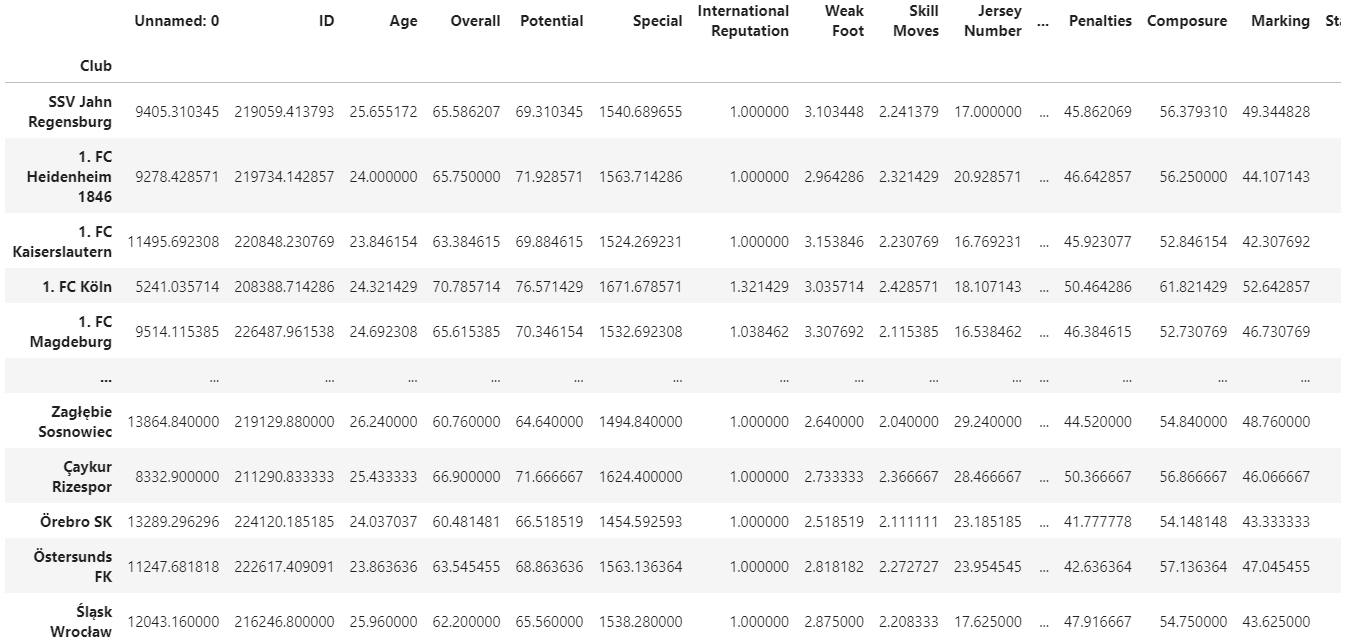 Unnamed: 0 ID Age Overall Potential Special International Reputation Weak Foot Skill Moves Jersey Number ... Penalties Composure Marking
Club
SSV Jahn Regensburg 9405.310345 219059.413793 25.655172 65.586207 69.310345 1540.689655 1.000000 3.103448 2.241379 17.000000 ... 45.862069 56.379310 49.344828
1. FC Heidenheim 1846 9278.428571 219734.142857 24.000000 65.750000 71.928571 1563.714286 1.000000 2.964286 2.321429 20.928571 ... 46.642857 56.250000 44.107143
1. FC Kaiserslautern 11495.692308 220848.230769 23.846154 63.384615 69.884615 1524.269231 1.000000 3.153846 2.230769 16.769231 ... 45.923077 52.846154 42.307692
1. FC Köln 5241.035714 208388.714286 24.321429 70.785714 76.571429 1671.678571 1.321429 3.035714 2.428571 18.107143 ... 50.464286 61.821429 52.642857
1. FC Magdeburg 9514.115385 226487.961538 24.692308 65.615385 70.346154 1532.692308 1.038462 3.307692 2.115385 16.538462 ... 46.384615 52.730769 46.730769
... ... ... ... ... ... ... ... ... ... ... ... ... ... ...
Zagłębie Sosnowiec 13864.840000 219129.880000 26.240000 60.760000 64.640000 1494.840000 1.000000 2.640000 2.040000 29.240000 ... 44.520000 54.840000 48.760000
Çaykur Rizespor 8332.900000 211290.833333 25.433333 66.900000 71.666667 1624.400000 1.000000 2.733333 2.366667 28.466667 ... 50.366667 56.866667 46.066667
Örebro SK 13289.296296 224120.185185 24.037037 60.481481 66.518519 1454.592593 1.000000 2.518519 2.111111 23.185185 ... 41.777778 54.148148 43.333333
Östersunds FK 11247.681818 222617.409091 23.863636 63.545455 68.863636 1563.136364 1.000000 2.818182 2.272727 23.954545 ... 42.636364 57.136364 47.045455
Śląsk Wrocław 12043.160000 216246.800000 25.960000 62.200000 65.560000 1538.280000 1.000000 2.875000 2.208333 17.625000 ... 47.916667 54.750000 43.625000